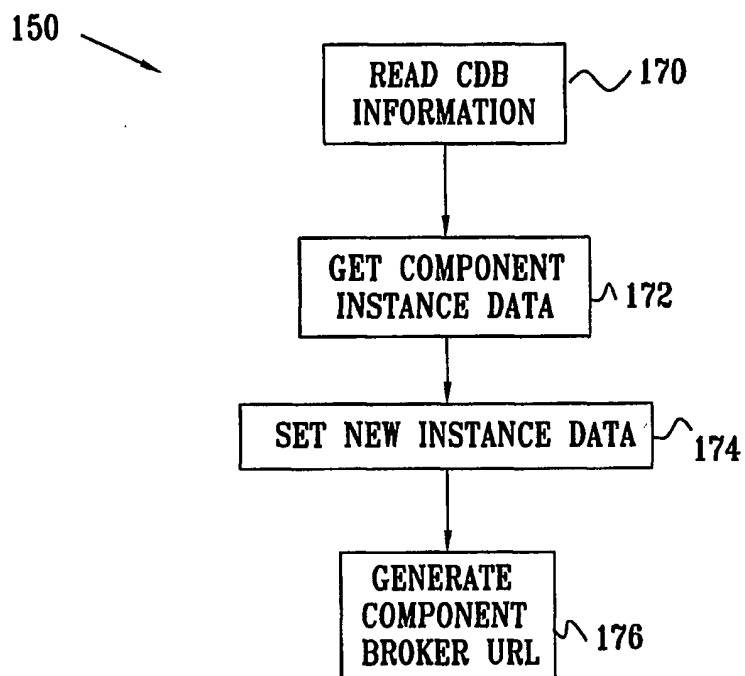 150
READ CDB
INFORMATION
170
GET COMPONENT
INSTANCE DATA
172
SET NEW INSTANCE DATA
174
GENERATE
COMPONENT
BROKER URL
176